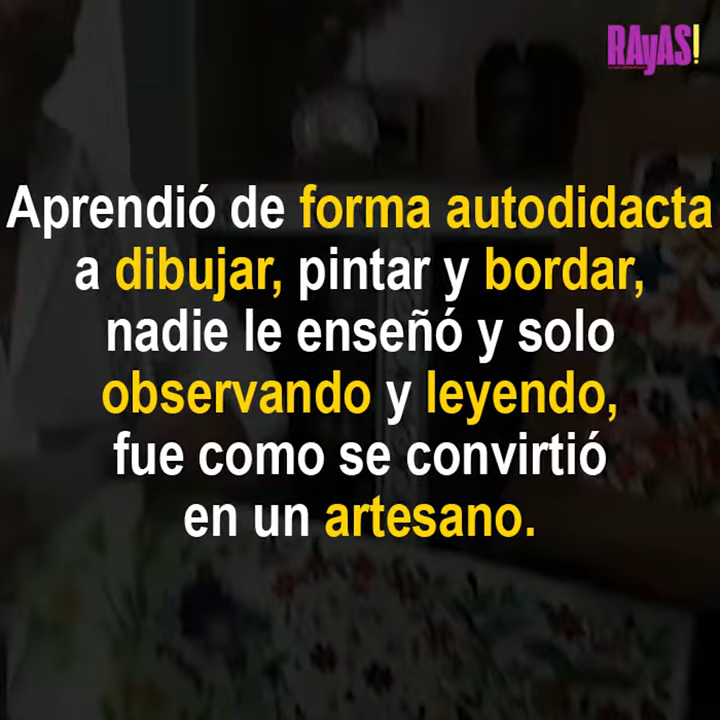 RAyAS!
Aprendió de forma autodidacta
a dibujar, pintar y bordar,
nadie le enseñó y solo
observando y leyendo,
fue como se convirtió
en un artesano.